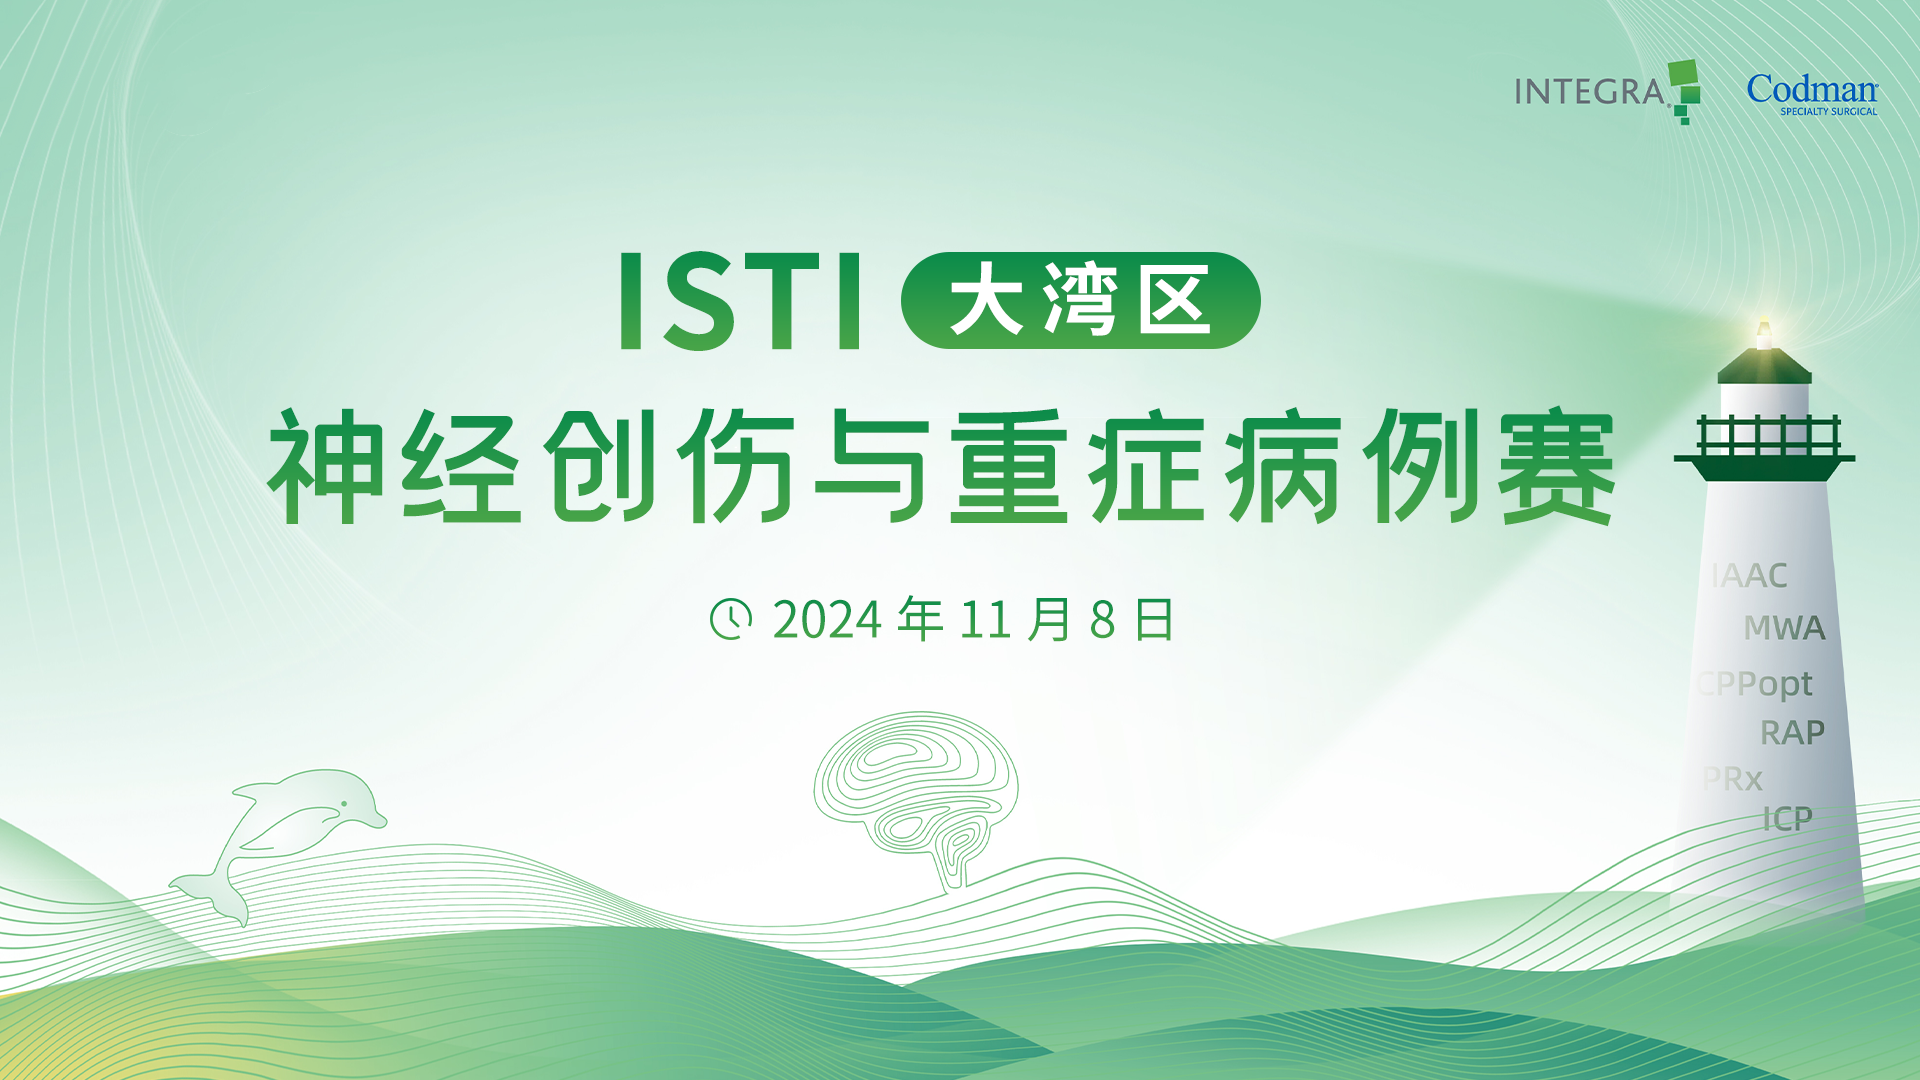 INTEGRA®
Codman®
SPECIALTY SURGICAL
ISTI 大湾区
神经创伤与重症病例赛
2024 年 11 月 8 日
IAAC
MWA
CPPopt
RAP
PRx
ICP